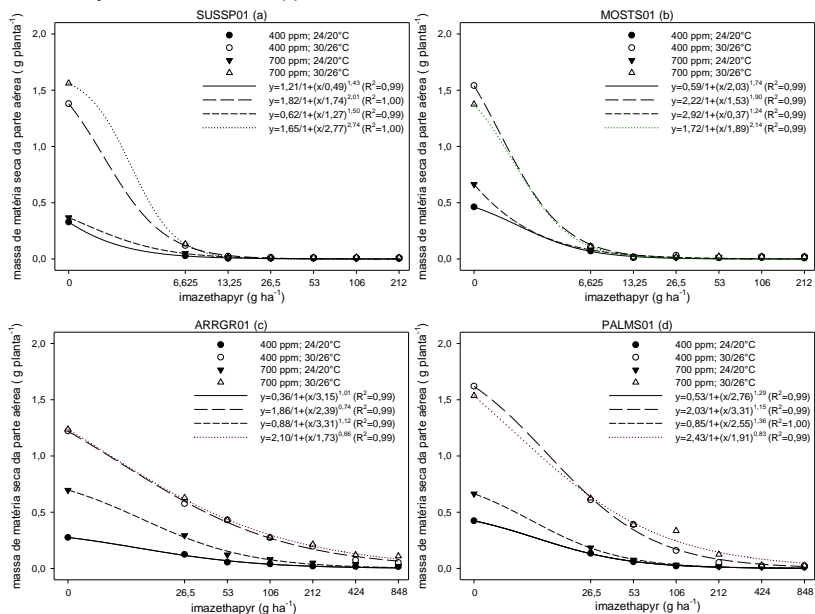 SUSSP01 (a)
massa de matéria seca da parte aérea ( g planta⁻¹)
2,0
1,5
1,0
0,5
0,0
400 ppm; 24/20°C
400 ppm; 30/26°C
700 ppm; 24/20°C
700 ppm; 30/26°C
y=1,21/1+(x/0,49)^1,43 (R²=0,99)
y=1,82/1+(x/1,74)^2,01 (R²=1,00)
y=0,62/1+(x/1,27)^1,50 (R²=0,99)
y=1,65/1+(x/2,77)^2,74 (R²=1,00)
0 6,625 13,25 26,5 53 106 212
imazethapyr (g ha⁻¹)
MOSTS01 (b)
massa de matéria seca da parte aérea ( g planta⁻¹)
2,0
1,5
1,0
0,5
0,0
400 ppm; 24/20°C
400 ppm; 30/26°C
700 ppm; 24/20°C
700 ppm; 30/26°C
y=0,59/1+(x/2,03)^1,74 (R²=0,99)
y=2,22/1+(x/1,53)^1,90 (R²=0,99)
y=2,92/1+(x/0,37)^1,24 (R²=0,99)
y=1,72/1+(x/1,89)^2,14 (R²=0,99)
0 6,625 13,25 26,5 53 106 212
imazethapyr (g ha⁻¹)
ARRGR01 (c)
massa de matéria seca da parte aérea ( g planta⁻¹)
2,0
1,5
1,0
0,5
0,0
400 ppm; 24/20°C
400 ppm; 30/26°C
700 ppm; 24/20°C
700 ppm; 30/26°C
y=0,36/1+(x/3,15)^1,01 (R²=0,99)
y=1,86/1+(x/2,39)^0,74 (R²=0,99)
y=0,88/1+(x/3,31)^1,12 (R²=0,99)
y=2,10/1+(x/1,73)^0,66 (R²=0,99)
0 26,5 53 106 212 424 848
imazethapyr (g ha⁻¹)
PALMS01 (d)
massa de matéria seca da parte aérea ( g planta⁻¹)
2,0
1,5
1,0
0,5
0,0
400 ppm; 24/20°C
400 ppm; 30/26°C
700 ppm; 24/20°C
700 ppm; 30/26°C
y=0,53/1+(x/2,76)^1,29 (R²=0,99)
y=2,03/1+(x/3,31)^1,15 (R²=0,99)
y=0,85/1+(x/2,55)^1,36 (R²=1,00)
y=2,43/1+(x/1,91)^0,83 (R²=0,99)
0 26,5 53 106 212 424 848
imazethapyr (g ha⁻¹)